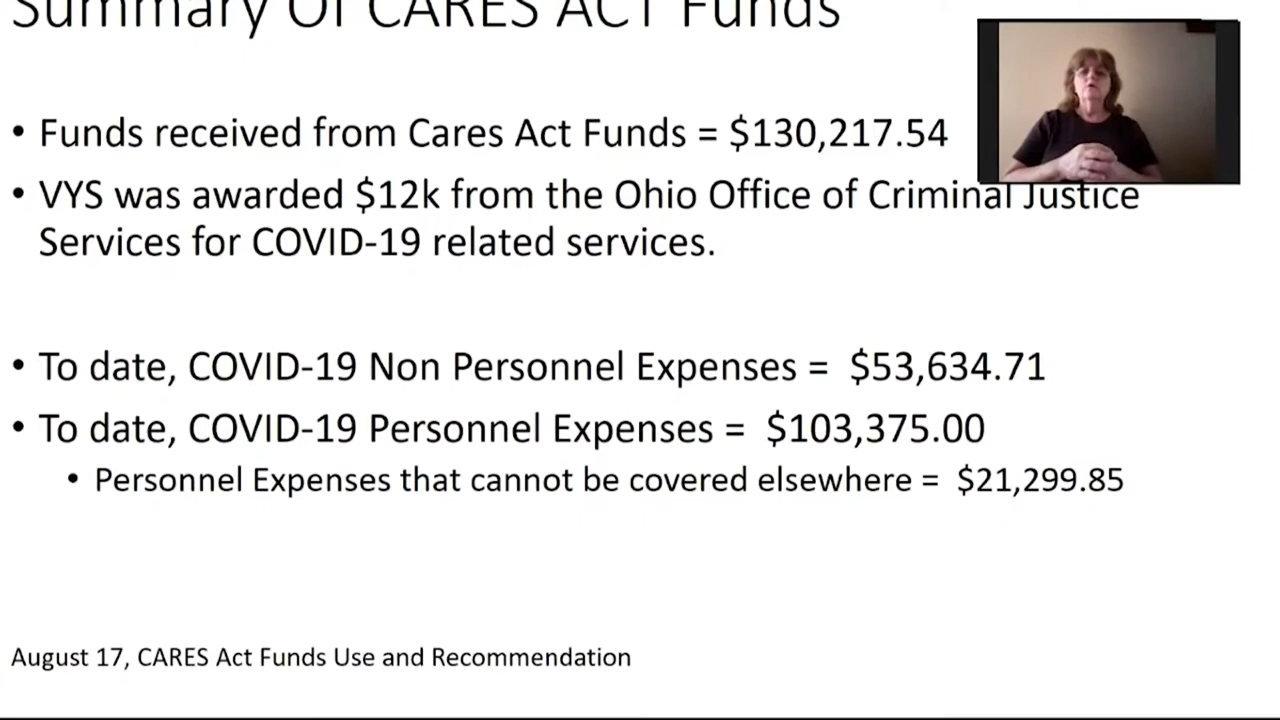 Summary Of CARES ACT Funds
• Funds received from Cares Act Funds = $130,217.54
• VYS was awarded $12k from the Ohio Office of Criminal Justice
Services for COVID-19 related services.
• To date, COVID-19 Non Personnel Expenses = $53,634.71
• To date, COVID-19 Personnel Expenses = $103,375.00
• Personnel Expenses that cannot be covered elsewhere = $21,299.85
August 17, CARES Act Funds Use and Recommendation